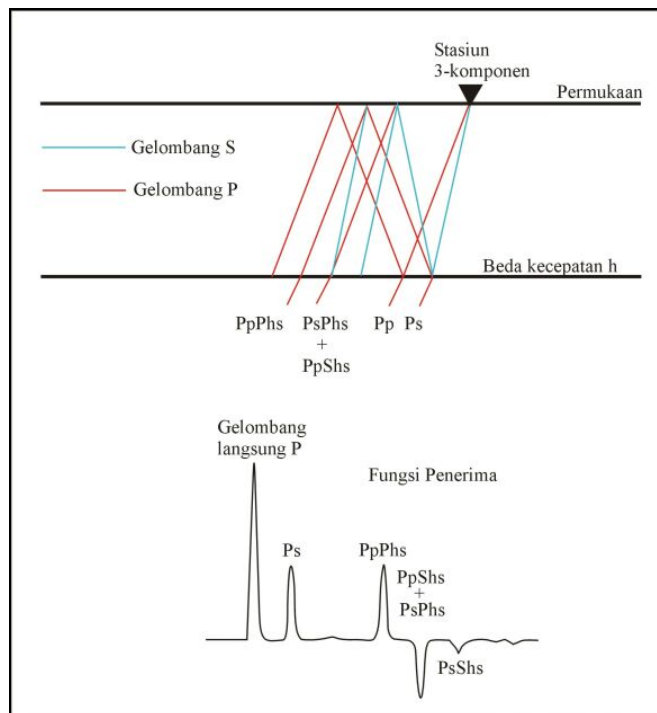 Stasiun
3-komponen
Permukaan
Gelombang S
Gelombang P
Beda kecepatan h
PpPhs
PsPhs
+
PpShs
Pp
Ps
Gelombang
langsung P
Fungsi Penerima
Ps
PpPhs
PpShs
+
PsPhs
PsShs